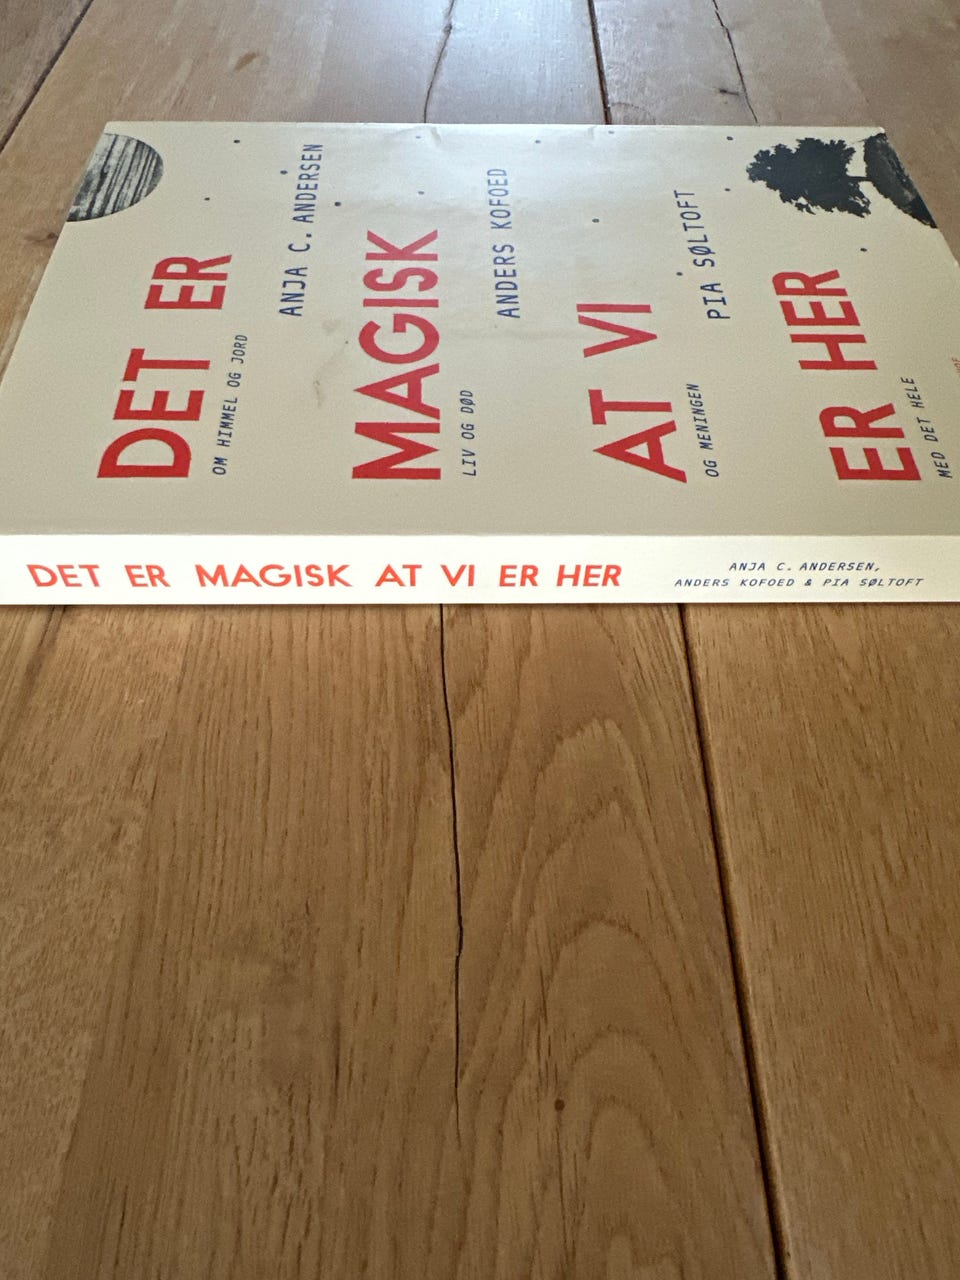 DET ER
ANJA C. ANDERSEN
OM HIMMEL OG JORD
MAGISK
ANDERS KOFOED
LIV OG DØD
AT VI
PIA SØLTOFT
OG MENINGEN
ER HER
MED DET HELE
DET ER MAGISK AT VI ER HER
ANJA C. ANDERSEN,
ANDERS KOFOED & PIA SØLTOFT